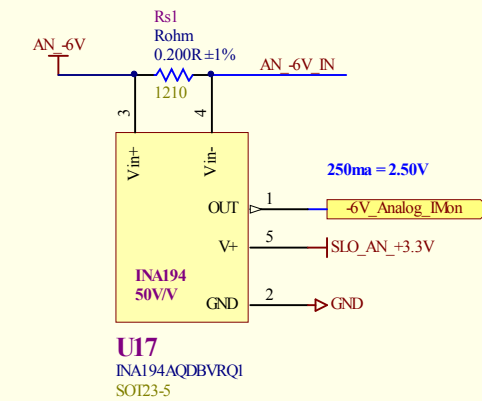 Rs1
AN_-6V
Rohm
0.200R ±1%
AN_-6V_IN
1210
3
4
Vin+
Vin-
250ma = 2.50V
OUT
1
-6V_Analog_IMon
V+
5
SLO_AN_+3.3V
INA194
50V/V
GND
2
GND
U17
INA194AQDBVRQ1
SOT23-5